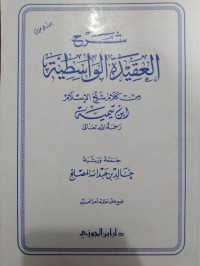 شرح
العقيدة الواسطية
من كلام شيخ الإسلام
ابن تيمية
رحمه الله تعالى
جمعه ورتبه
خالد بن عبد الله المصلح
دار ابن الجوزي